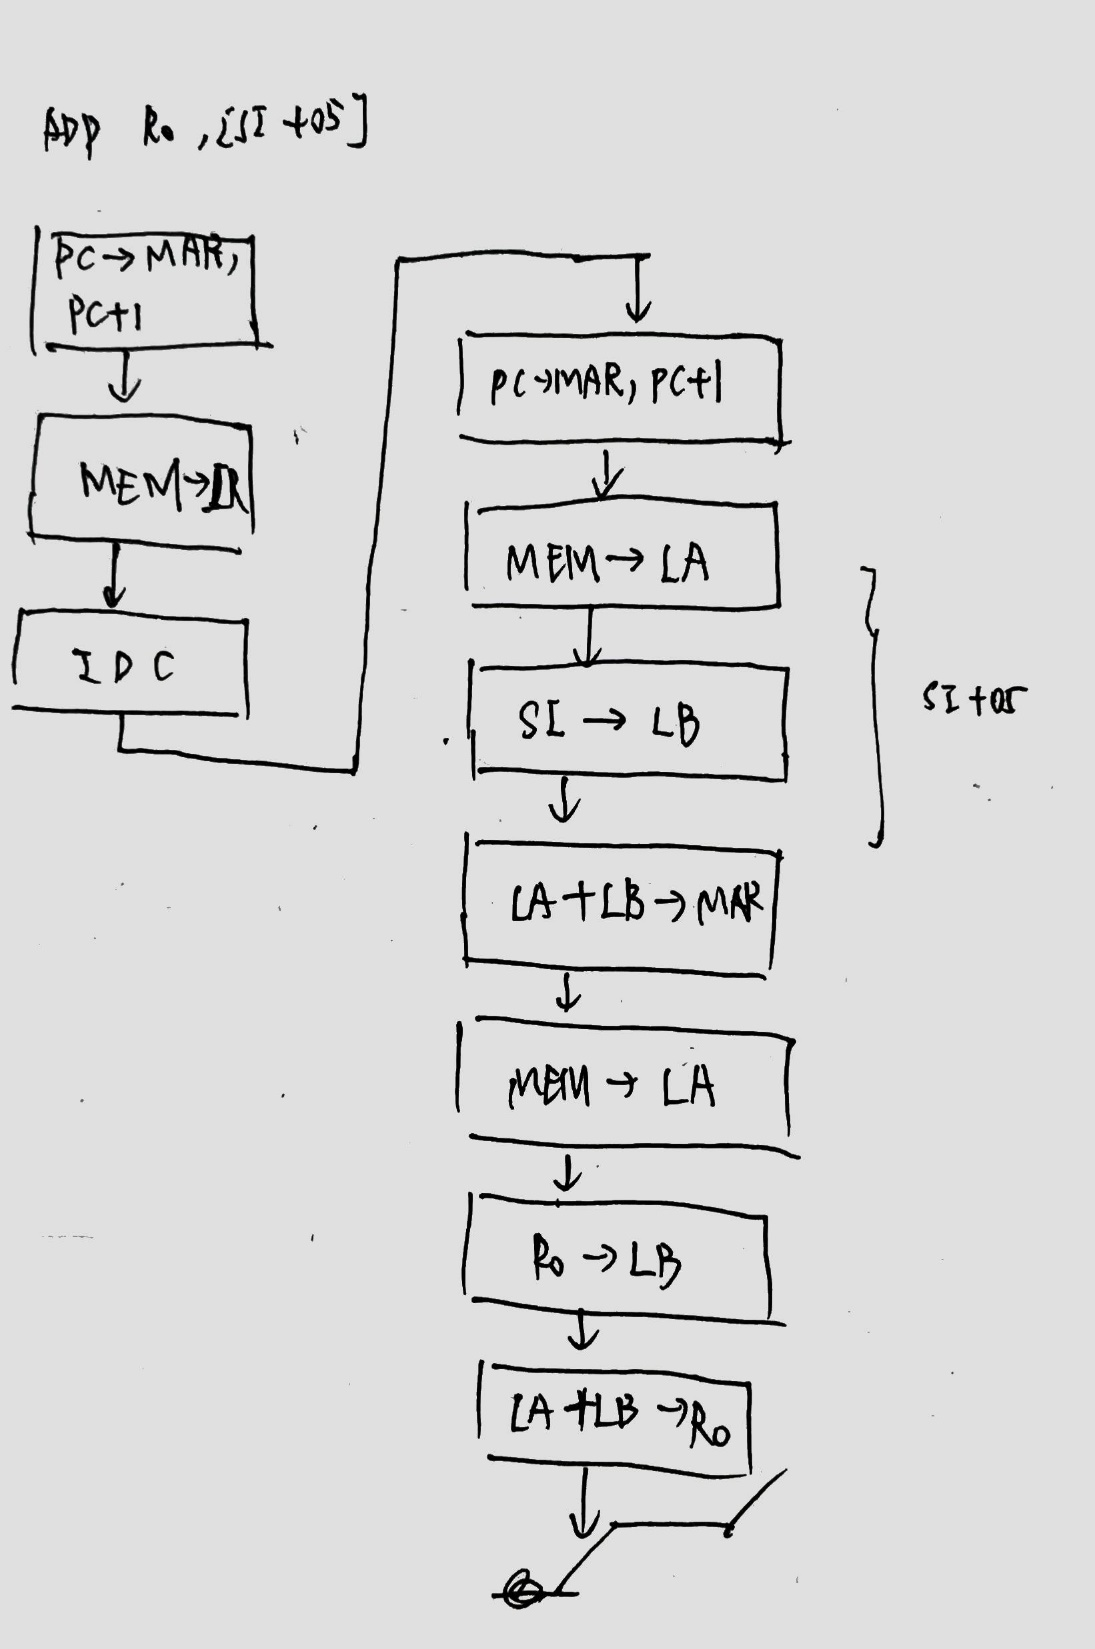 ADD R0 , [SI +05]
PC→MAR,
PC+1
MEM→IR
IDC
PC→MAR, PC+1
MEM→LA
SI→LB
SI+05
LA+LB→MAR
MEM→LA
R0→LB
LA+LB→R0